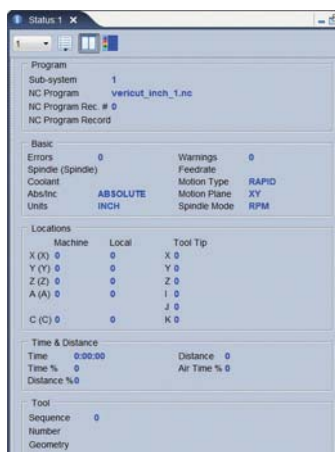 Status 1
1
Program
Sub-system 1
NC Program vericut_inch_1.nc
NC Program Rec. # 0
NC Program Record
Basic
Errors 0 Warnings 0
Spindle (Spindle) Feedrate
Coolant Motion Type RAPID
Abs/Inc ABSOLUTE Motion Plane XY
Units INCH Spindle Mode RPM
Locations
Machine Local Tool Tip
X (X) 0 0 X 0
Y (Y) 0 0 Y 0
Z (Z) 0 0 Z 0
A (A) 0 0 I 0
J 0
C (C) 0 0 K 0
Time & Distance
Time 0:00:00 Distance 0
Time % 0 Air Time % 0
Distance % 0
Tool
Sequence 0
Number
Geometry